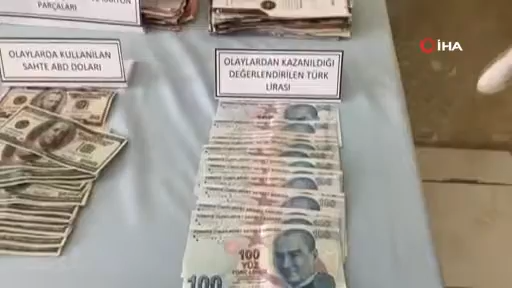 KARTON
PARÇALARI
OLAYLARDA KULLANILAN
SAHTE ABD DOLARI
OLAYLARDAN KAZANILDIĞI
DEĞERLENDİRİLEN TÜRK
LİRASI
İHA
100
YÜZ
TÜRK LİRASI
100